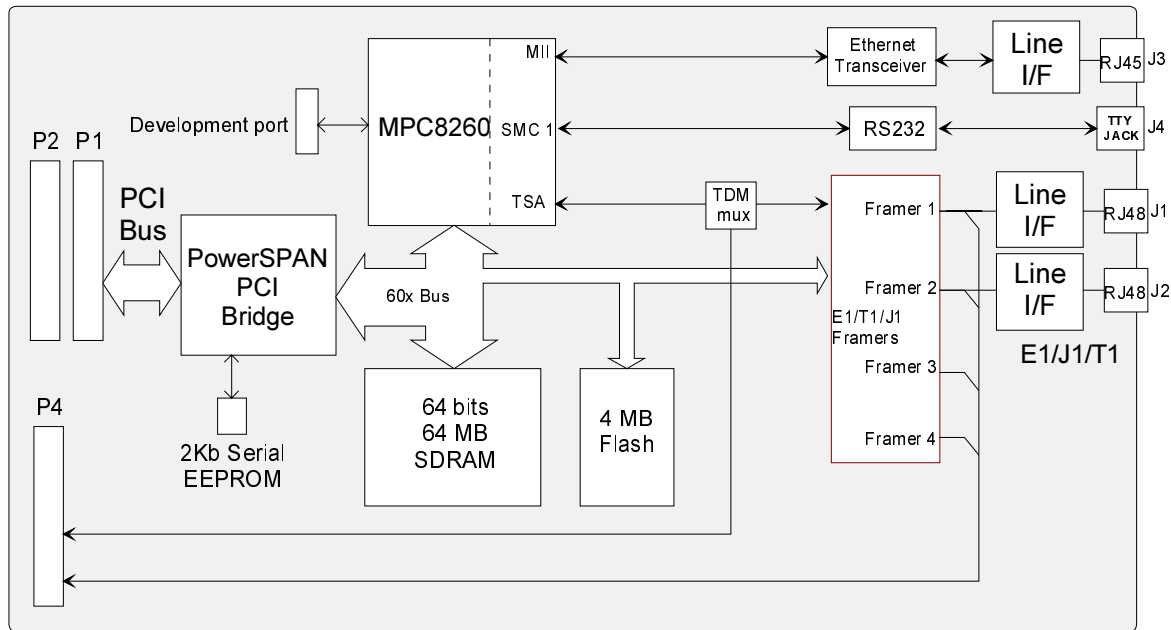 MII
Ethernet
Transceiver
Line
I/F
RJ45
J3
Development port
MPC8260
SMC 1
RS232
TTY
JACK
J4
P2
P1
TSA
TDM
mux
Framer 1
Line
I/F
RJ48
J1
PCI
Bus
PowerSPAN
PCI
Bridge
60x Bus
Framer 2
Line
I/F
RJ48
J2
E1/T1/J1
Framers
E1/J1/T1
Framer 3
Framer 4
P4
2Kb Serial
EEPROM
64 bits
64 MB
SDRAM
4 MB
Flash